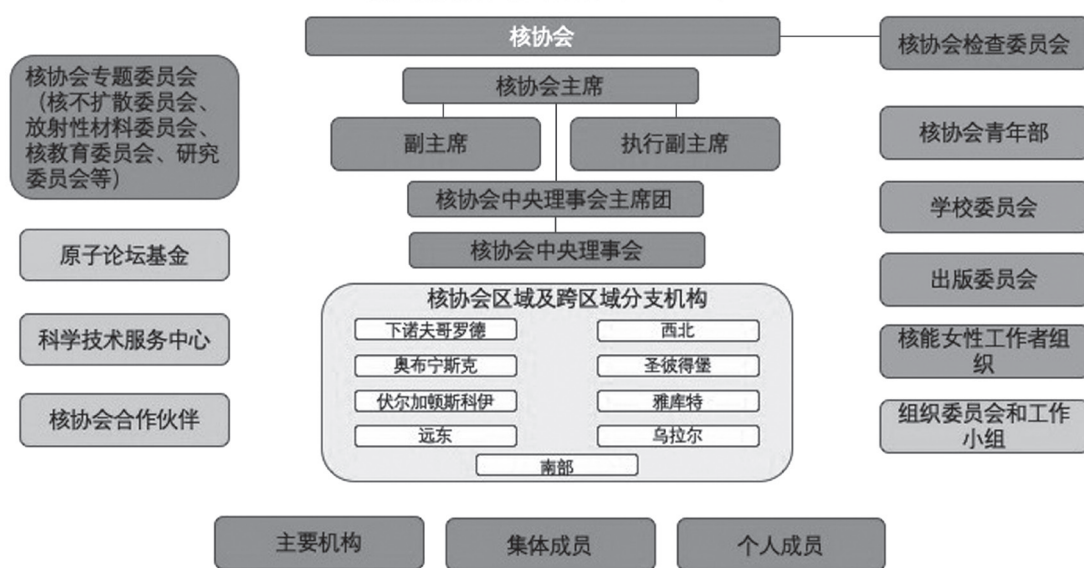 核协会
核协会检查委员会
核协会专题委员会
（核不扩散委员会、
放射性材料委员会、
核教育委员会、研究
委员会等）
核协会主席
副主席
执行副主席
核协会青年部
核协会中央理事会主席团
学校委员会
原子论坛基金
核协会中央理事会
出版委员会
核协会区域及跨区域分支机构
下诺夫哥罗德
西北
奥布宁斯克
圣彼得堡
伏尔加顿斯科伊
雅库特
远东
乌拉尔
南部
科学技术服务中心
核能女性工作者组
织
核协会合作伙伴
组织委员会和工作
小组
主要机构
集体成员
个人成员